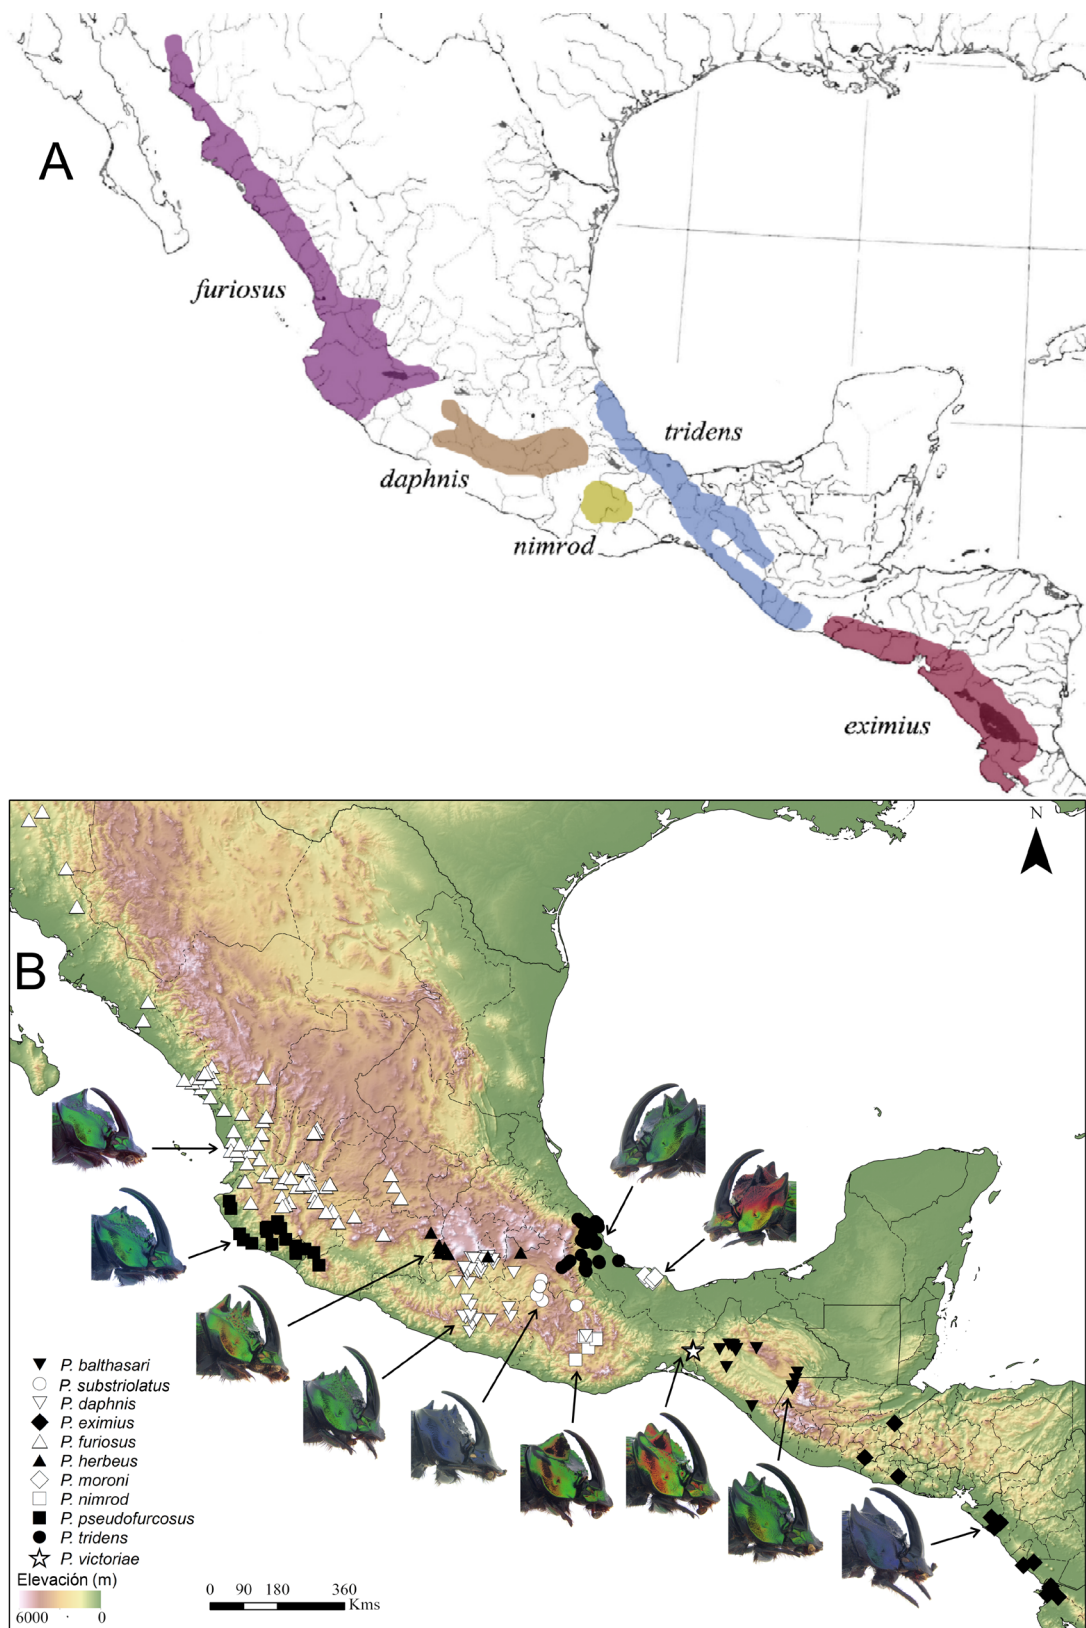 A
furiosus
tridens
daphnis
nimrod
eximius
N
B
P. balthasari
P. substriolatus
P. daphnis
P. eximius
P. furiosus
P. herbeus
P. moroni
P. nimrod
P. pseudofurcosus
P. tridens
P. victoriae
Elevación (m)
6000 0
0 90 180 360
Kms